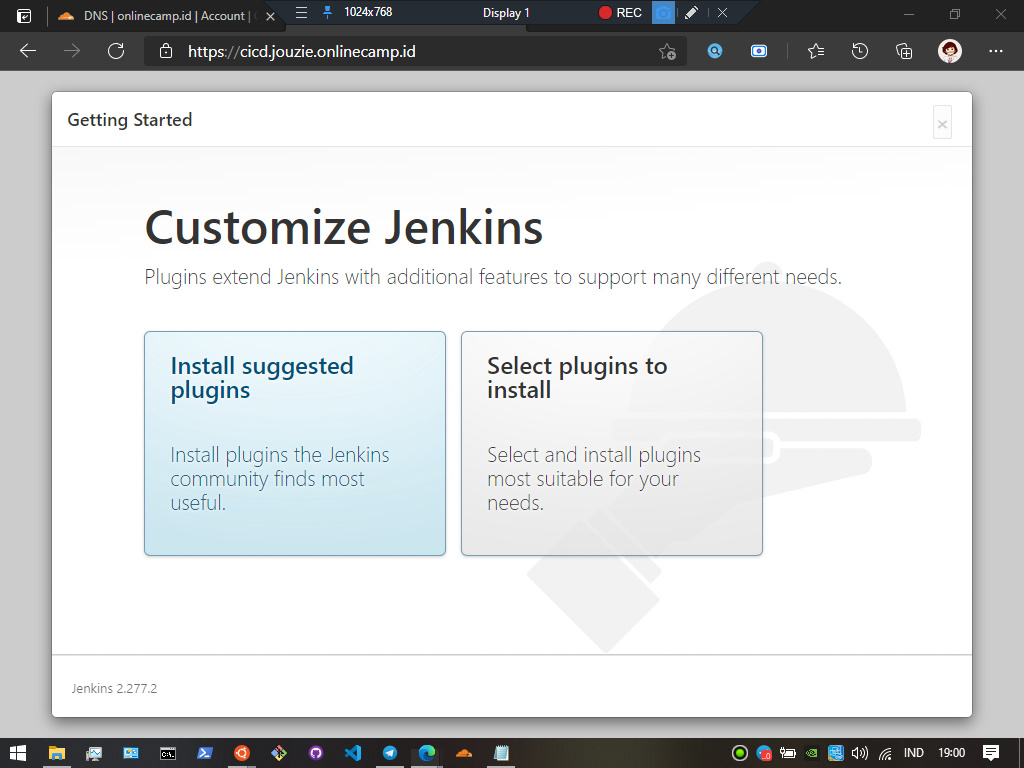 DNS | onlinecamp.id | Account |
1024x768
Display 1
REC
https://cicd.jouzie.onlinecamp.id
Getting Started
Customize Jenkins
Plugins extend Jenkins with additional features to support many different needs.
Install suggested
plugins
Install plugins the Jenkins
community finds most
useful.
Select plugins to
install
Select and install plugins
most suitable for your
needs.
Jenkins 2.277.2
IND
19:00